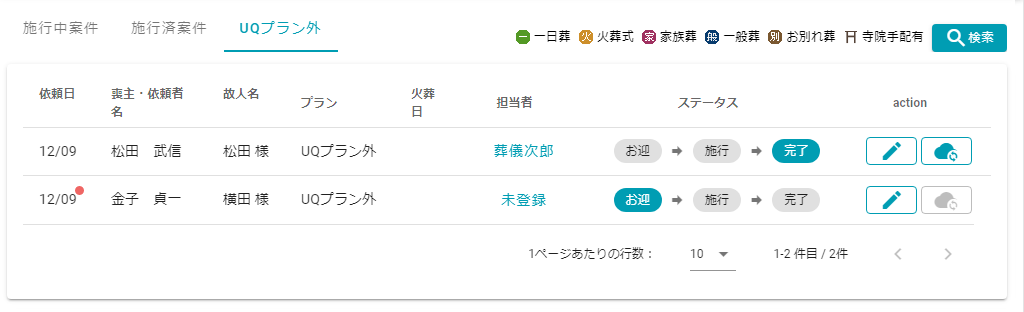 施行中案件 施行済案件 UQプラン外
一 一日葬 火 火葬式 家 家族葬 般 一般葬 別 お別れ葬 寺院手配有 検索
依頼日 喪主・依頼者名 故人名 プラン 火葬日 担当者 ステータス action
12/09 松田 武信 松田 様 UQプラン外 葬儀次郎 お迎 施行 完了
12/09 金子 貞一 横田 様 UQプラン外 未登録 お迎 施行 完了
1ページあたりの行数： 10 1-2 件目 / 2件